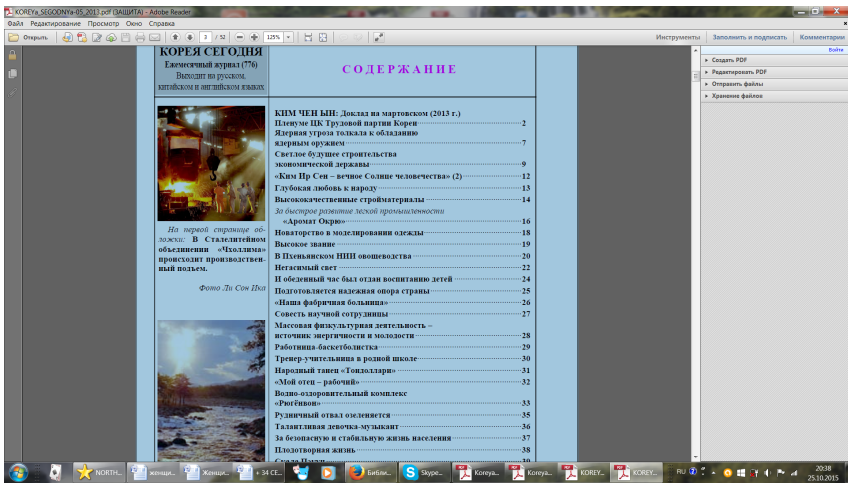 KOREYa_SEGODNYa-05_2013.pdf (ЗАЩИТА) - Adobe Reader
Файл Редактирование Просмотр Окно Справка
Открыть 3 / 52 125% Инструменты Заполнить и подписать Комментарии
Войти
Создать PDF
Редактировать PDF
Отправить файлы
Хранение файлов
КОРЕЯ СЕГОДНЯ
Ежемесячный журнал (776)
Выходит на русском,
китайском и английском языках
На первой странице об-
ложки: В Сталелитейном
объединении «Чхоллима»
происходит производствен-
ный подъем.
Фото Ли Сон Ика
СОДЕРЖАНИЕ
КИМ ЧЕН ЫН: Доклад на мартовском (2013 г.)
Пленуме ЦК Трудовой партии Кореи 2
Ядерная угроза толкала к обладанию
ядерным оружием 7
Светлое будущее строительства
экономической державы 9
«Ким Ир Сен – вечное Солнце человечества» (2) 12
Глубокая любовь к народу 13
Высококачественные стройматериалы 14
За быстрое развитие легкой промышленности
«Аромат Окрю» 16
Новаторство в моделировании одежды 18
Высокое звание 19
В Пхеньянском НИИ овощеводства 20
Негасимый свет 22
И обеденный час был отдан воспитанию детей 24
Подготовляется надежная опора страны 25
«Наша фабричная больница» 26
Совесть научной сотрудницы 27
Массовая физкультурная деятельность –
источник энергичности и молодости 28
Работница-баскетболистка 29
Тренер-учительница в родной школе 30
Народный танец «Тондоллари» 31
«Мой отец – рабочий» 32
Водно-оздоровительный комплекс
«Рюгёнвон» 33
Рудничный отвал озеленяется 35
Талантливая девочка-музыкант 36
За безопасную и стабильную жизнь населения 37
Плодотворная жизнь 38
NORTH... женщи... Женщи... + 34 СЕ... Библи... Skype... Koreya... Koreya... KOREY... KOREY... RU 20:38
25.10.2015